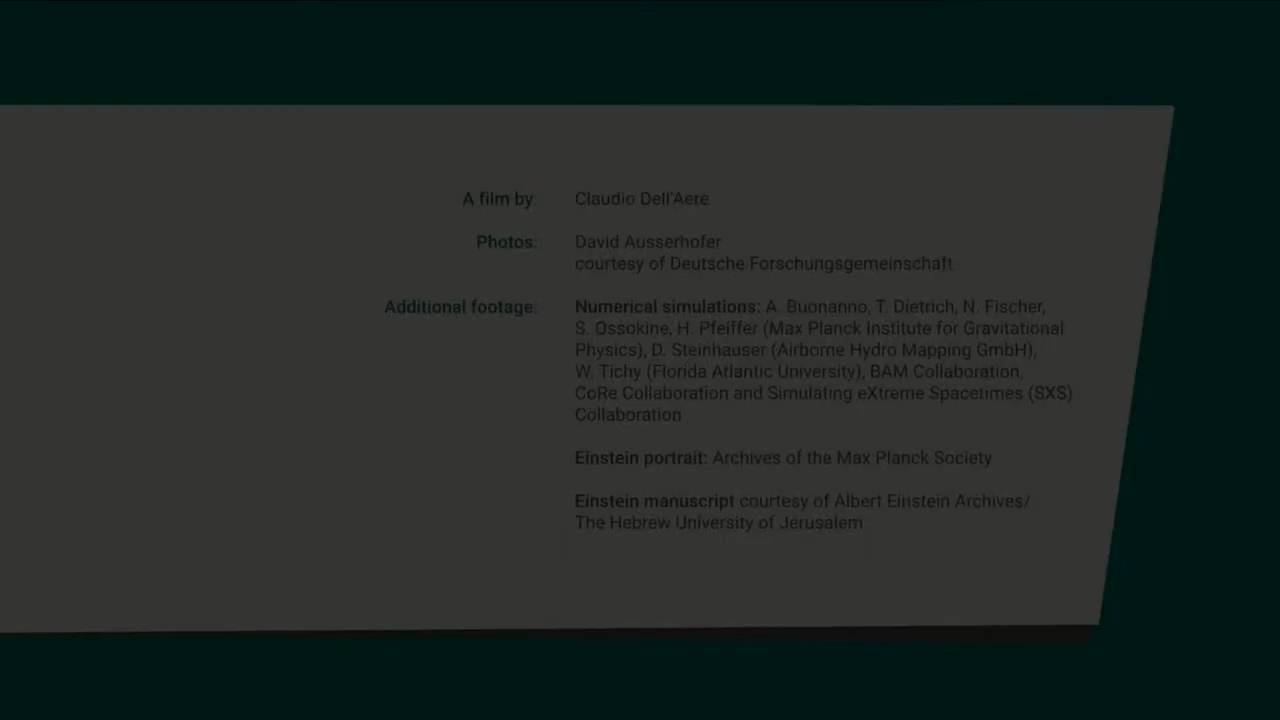 A film by: Claudio Dell'Aere
Photos: David Ausserhofer
courtesy of Deutsche Forschungsgemeinschaft
Additional footage: Numerical simulations: A. Buonanno, T. Dietrich, N. Fischer,
S. Ossokine, H. Pfeiffer (Max Planck Institute for Gravitational
Physics), D. Steinhauser (Airborne Hydro Mapping GmbH),
W. Tichy (Florida Atlantic University), BAM Collaboration,
CoRe Collaboration and Simulating eXtreme Spacetimes (SXS)
Collaboration
Einstein portrait: Archives of the Max Planck Society
Einstein manuscript courtesy of Albert Einstein Archives/
The Hebrew University of Jerusalem